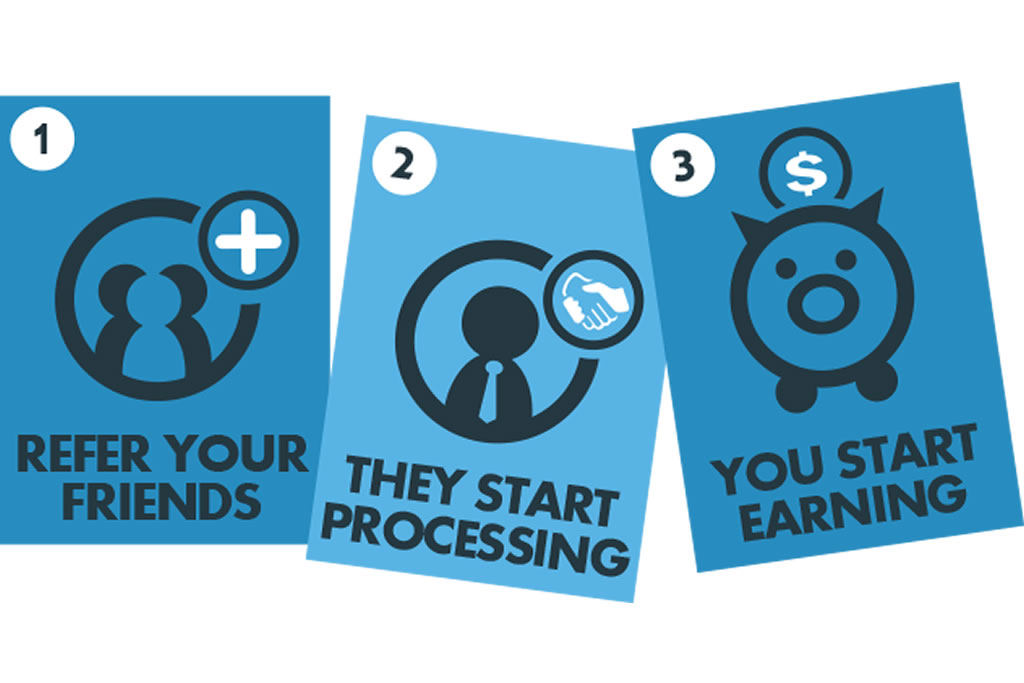 1
REFER YOUR
FRIENDS
2
THEY START
PROCESSING
3
$
YOU START
EARNING